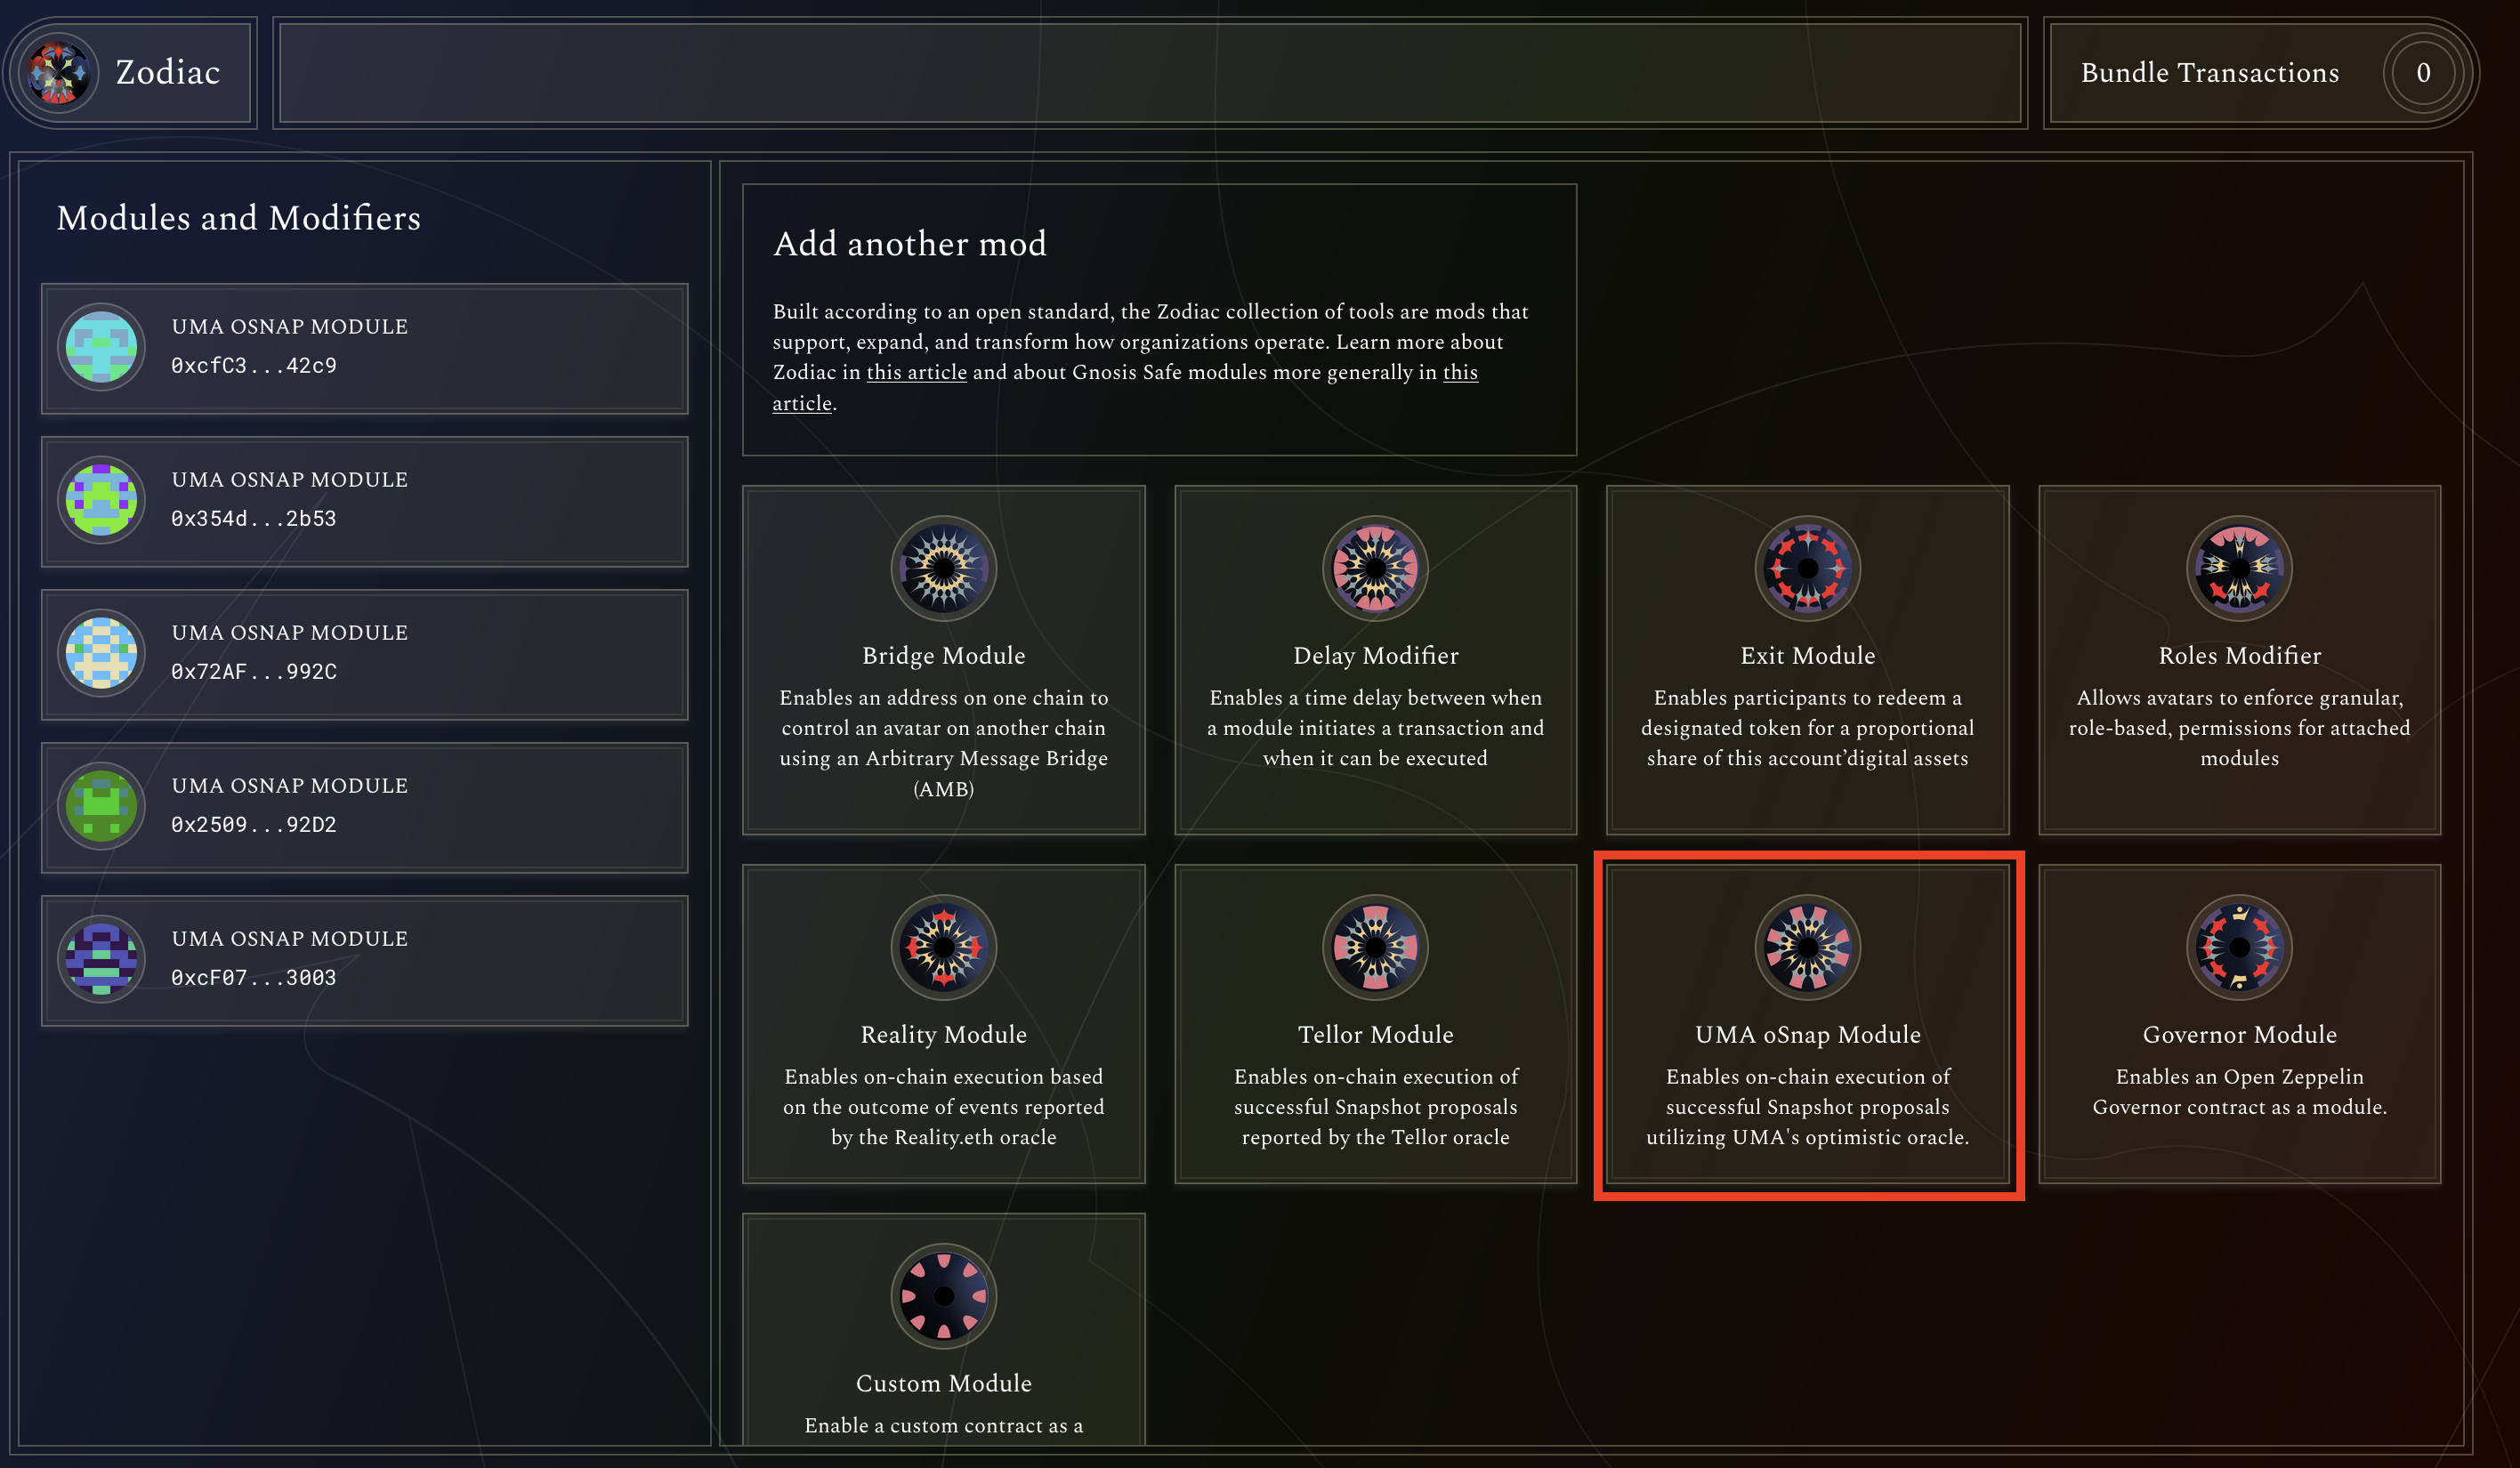 Zodiac
Bundle Transactions
0
Modules and Modifiers
UMA OSNAP MODULE
0xcfC3...42c9
UMA OSNAP MODULE
0x354d...2b53
UMA OSNAP MODULE
0x72AF...992C
UMA OSNAP MODULE
0x2509...92D2
UMA OSNAP MODULE
0xcF07...3003
Add another mod
Built according to an open standard, the Zodiac collection of tools are mods that
support, expand, and transform how organizations operate. Learn more about
Zodiac in this article and about Gnosis Safe modules more generally in this
article.
Bridge Module
Enables an address on one chain to
control an avatar on another chain
using an Arbitrary Message Bridge
(AMB)
Delay Modifier
Enables a time delay between when
a module initiates a transaction and
when it can be executed
Exit Module
Enables participants to redeem a
designated token for a proportional
share of this account’digital assets
Roles Modifier
Allows avatars to enforce granular,
role-based, permissions for attached
modules
Reality Module
Enables on-chain execution based
on the outcome of events reported
by the Reality.eth oracle
Tellor Module
Enables on-chain execution of
successful Snapshot proposals
reported by the Tellor oracle
UMA oSnap Module
Enables on-chain execution of
successful Snapshot proposals
utilizing UMA's optimistic oracle.
Governor Module
Enables an Open Zeppelin
Governor contract as a module.
Custom Module
Enable a custom contract as a